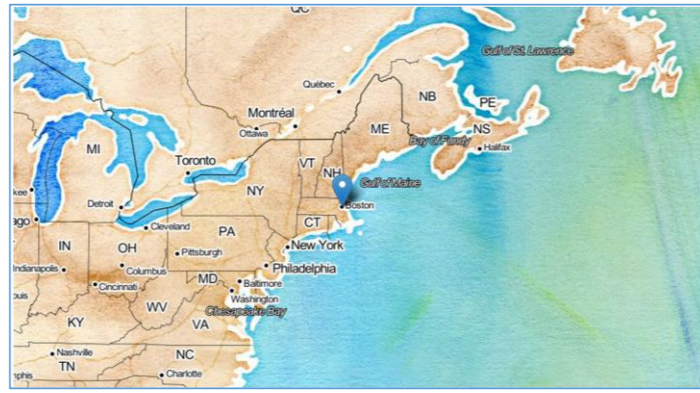 QC
Gulf of St. Lawrence
Québec
NB
PE
Montréal
Ottawa
ME
NS
Bay of Fundy
Halifax
MI
VT
Toronto
NH
Gulf of Maine
NY
Detroit
Boston
Cleveland
CT
PA
IN
OH
Pittsburgh
New York
Indianapolis
Columbus
Philadelphia
MD
Cincinnati
Baltimore
Washington
WV
Chesapeake Bay
KY
VA
Nashville
NC
TN
Charlotte
kee
ago
ouis
phis